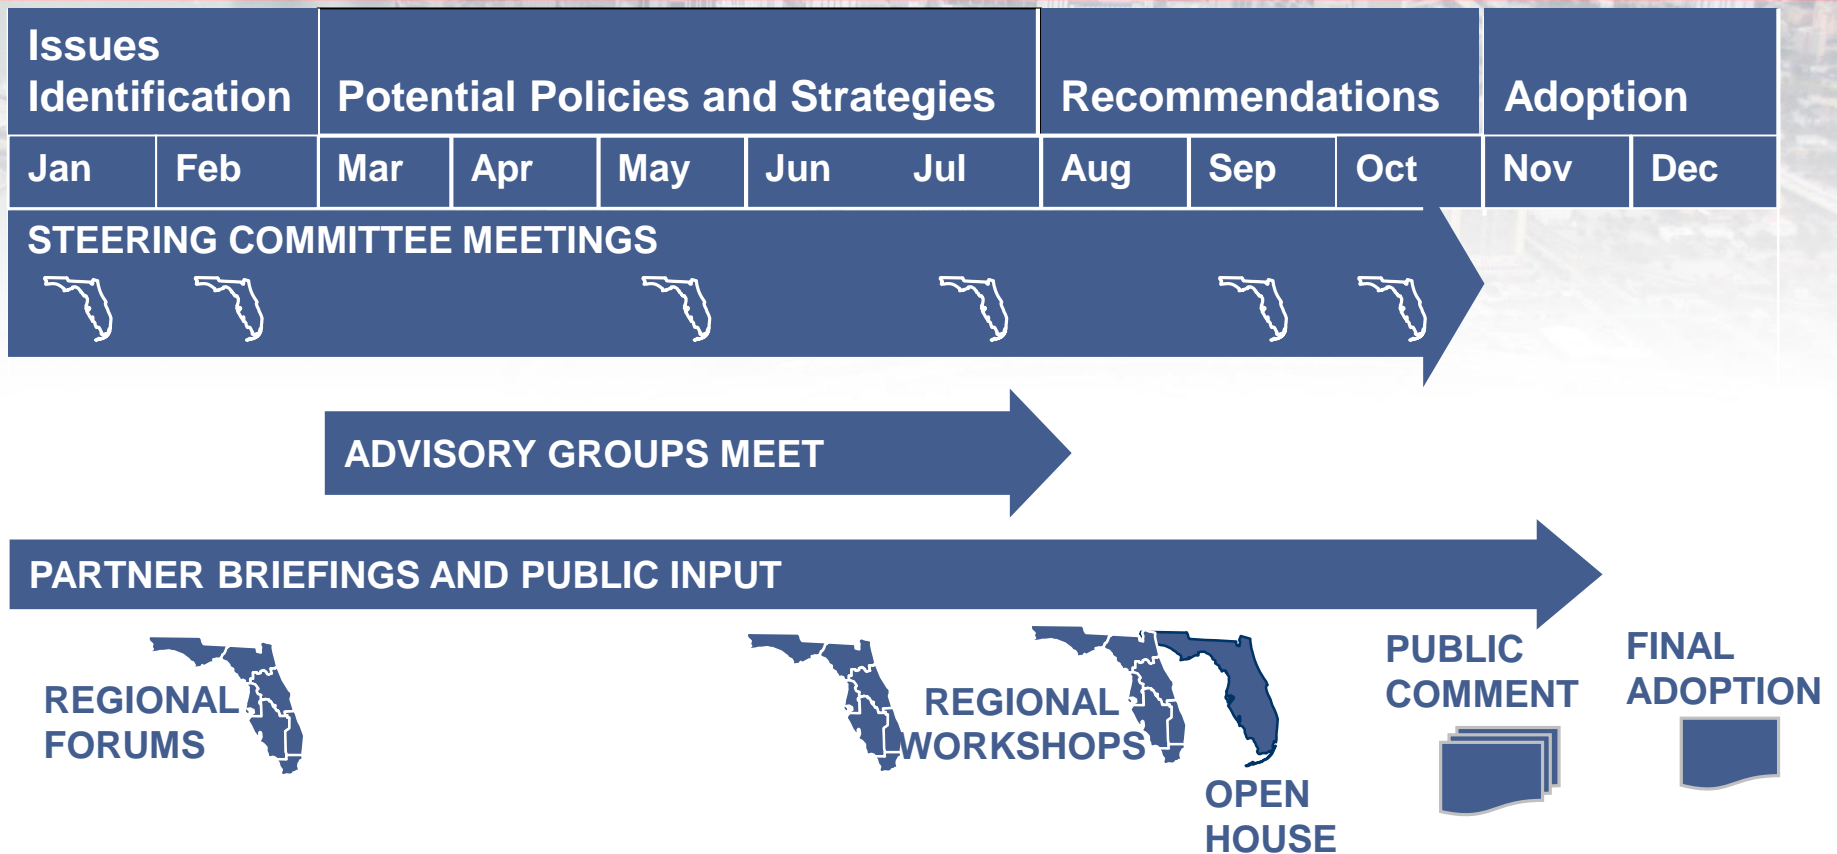 Issues
Identification
Potential Policies and Strategies
Recommendations
Adoption
Jan
Feb
Mar
Apr
May
Jun
Jul
Aug
Sep
Oct
Nov
Dec
STEERING COMMITTEE MEETINGS
ADVISORY GROUPS MEET
PARTNER BRIEFINGS AND PUBLIC INPUT
REGIONAL
FORUMS
REGIONAL
WORKSHOPS
OPEN
HOUSE
PUBLIC
COMMENT
FINAL
ADOPTION